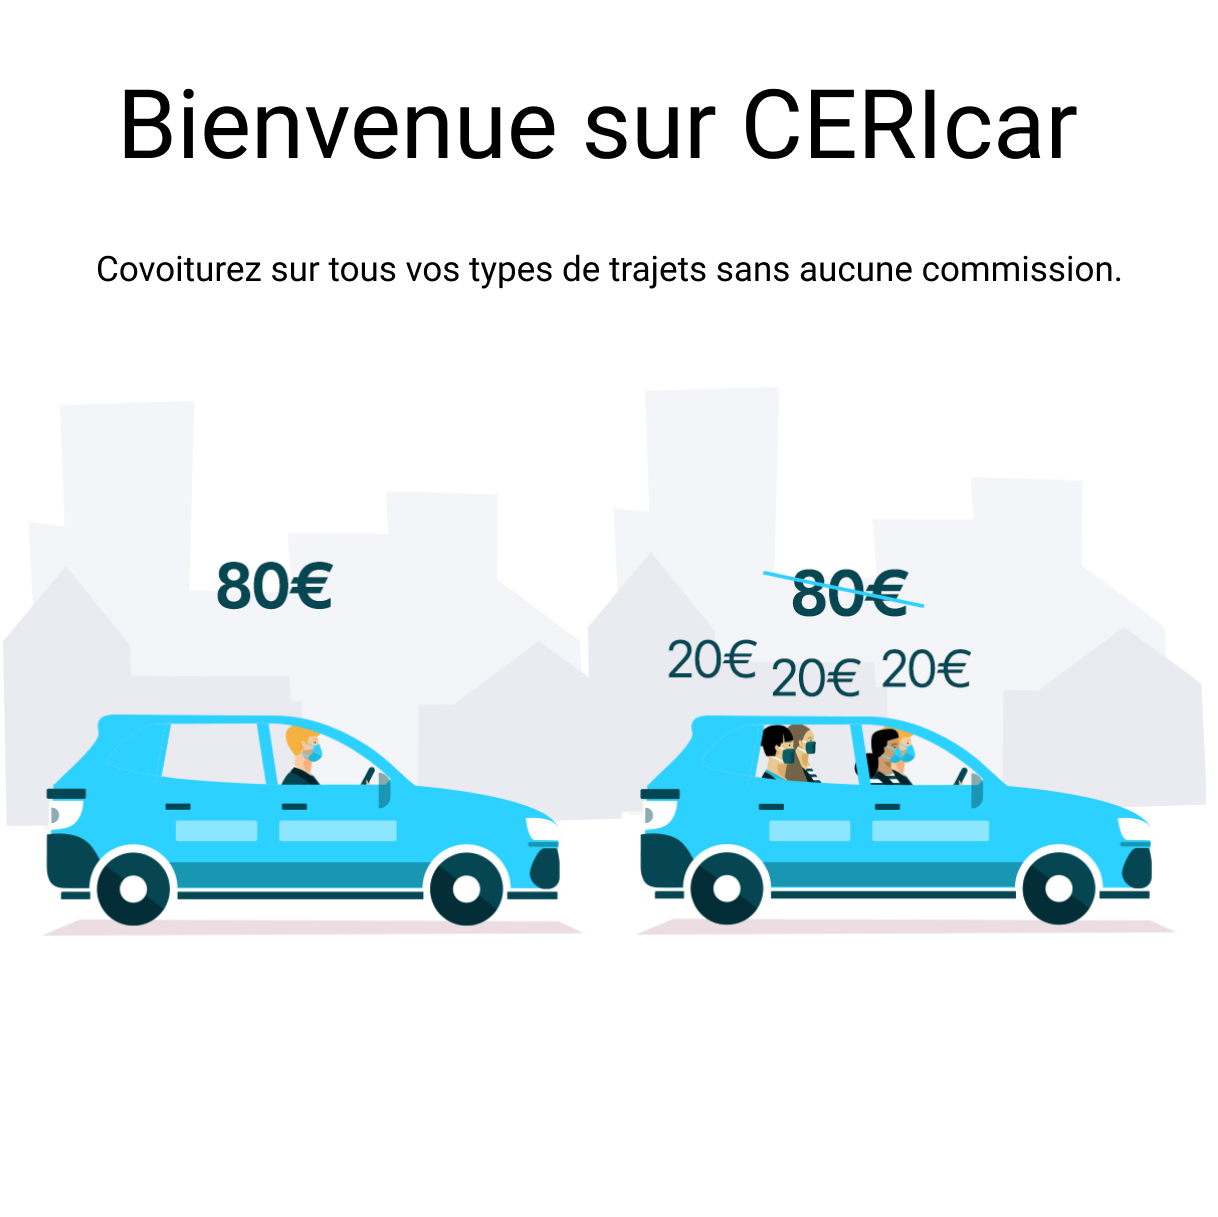 Bienvenue sur CERIcar
Covoiturez sur tous vos types de trajets sans aucune commission.
80€
80€
20€ 20€ 20€